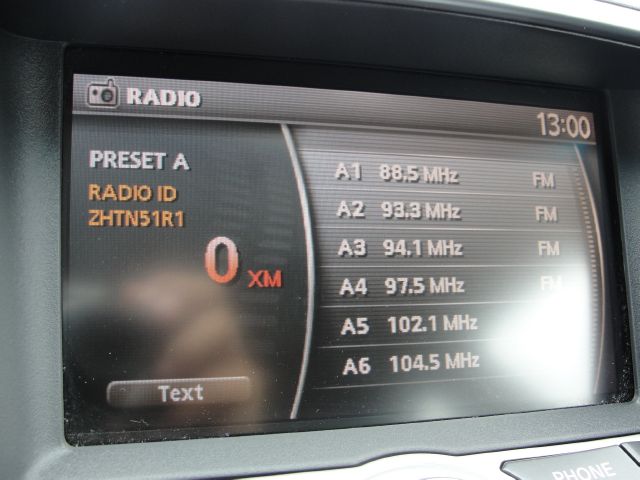 RADIO
13:00
PRESET A
RADIO ID
ZHTN51R1
0 XM
Text
A1 88.5 MHz FM
A2 93.3 MHz FM
A3 94.1 MHz FM
A4 97.5 MHz FM
A5 102.1 MHz
A6 104.5 MHz
PHONE